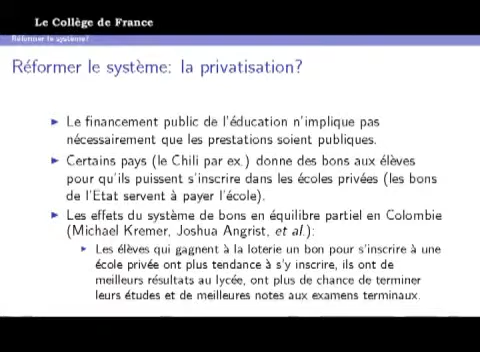 Le Collège de France
Réformer le système?
Réformer le système: la privatisation?
Le financement public de l'éducation n'implique pas
nécessairement que les prestations soient publiques.
Certains pays (le Chili par ex.) donne des bons aux élèves
pour qu'ils puissent s'inscrire dans les écoles privées (les bons
de l'Etat servent à payer l'école).
Les effets du système de bons en équilibre partiel en Colombie
(Michael Kremer, Joshua Angrist, et al.):
Les élèves qui gagnent à la loterie un bon pour s'inscrire à une
école privée ont plus tendance à s'y inscrire, ils ont de
meilleurs résultats au lycée, ont plus de chance de terminer
leurs études et de meilleures notes aux examens terminaux.